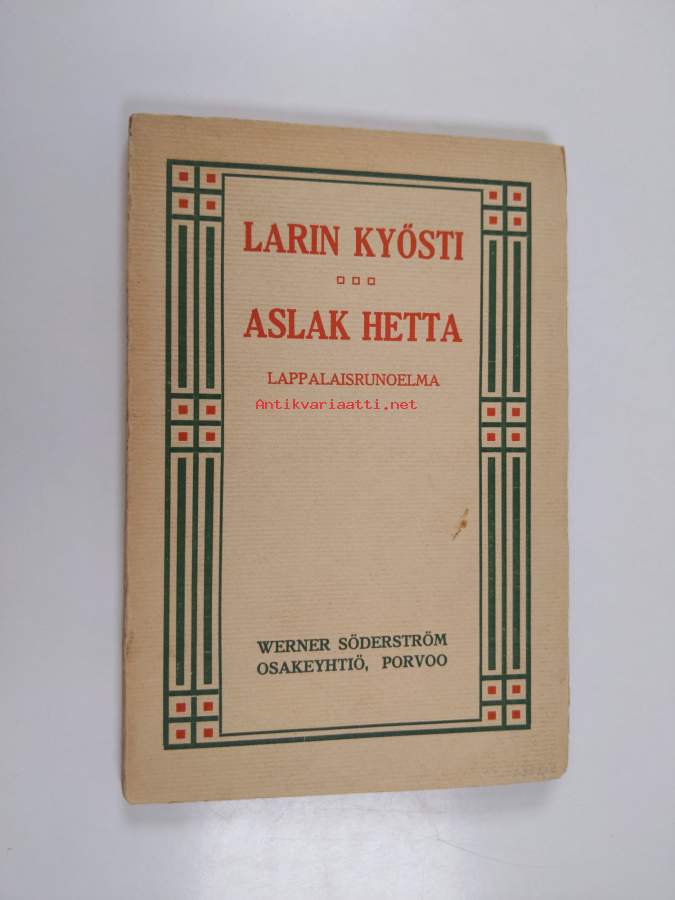 LARIN KYÖSTI
ASLAK HETTA
LAPPALAISRUNOELMA
Antikvariaatti.net
WERNER SÖDERSTRÖM
OSAKEYHTIÖ, PORVOO